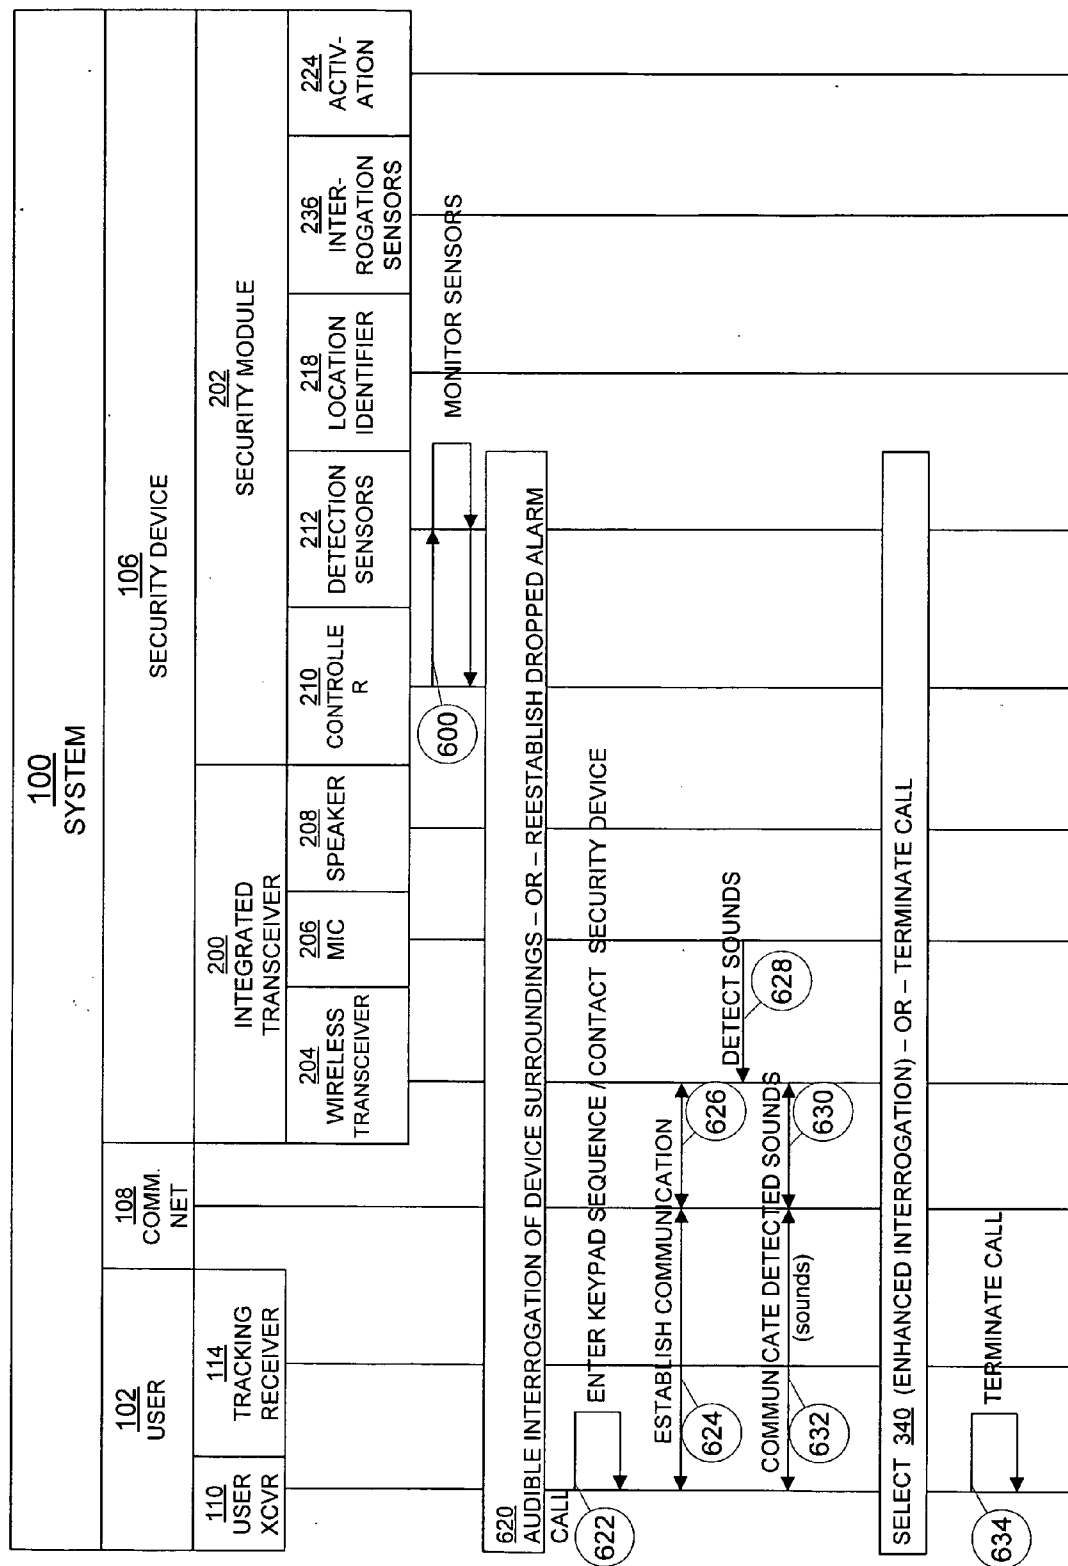 100
SYSTEM
102
USER
108
COMM.
NET
106
SECURITY DEVICE
200
INTEGRATED
TRANSCEIVER
202
SECURITY MODULE
110
USER
XCVR
114
TRACKING
RECEIVER
204
WIRELESS
TRANSCEIVER
206
MIC
208
SPEAKER
210
CONTROLLE
R
212
DETECTION
SENSORS
218
LOCATION
IDENTIFIER
236
INTER-
ROGATION
SENSORS
224
ACTIV-
ATION
600
MONITOR SENSORS
620
AUDIBLE INTERROGATION OF DEVICE SURROUNDINGS – OR – REESTABLISH DROPPED ALARM
CALL
ENTER KEYPAD SEQUENCE / CONTACT SECURITY DEVICE
622
ESTABLISH COMMUNICATION
624
626
DETECT SOUNDS
628
COMMUNICATE DETECTED SOUNDS
(sounds)
632
630
SELECT 340 (ENHANCED INTERROGATION) – OR – TERMINATE CALL
TERMINATE CALL
634